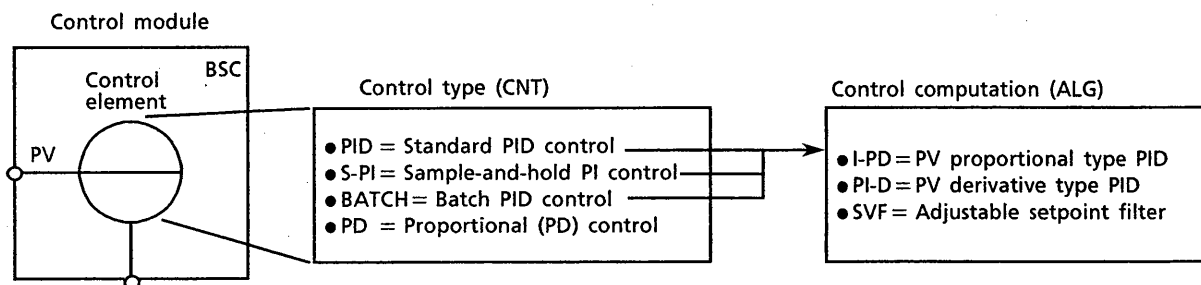 Control module
BSC
Control
element
PV
Control type (CNT)
● PID = Standard PID control
● S-PI = Sample-and-hold PI control
● BATCH = Batch PID control
● PD = Proportional (PD) control
Control computation (ALG)
● I-PD = PV proportional type PID
● PI-D = PV derivative type PID
● SVF = Adjustable setpoint filter